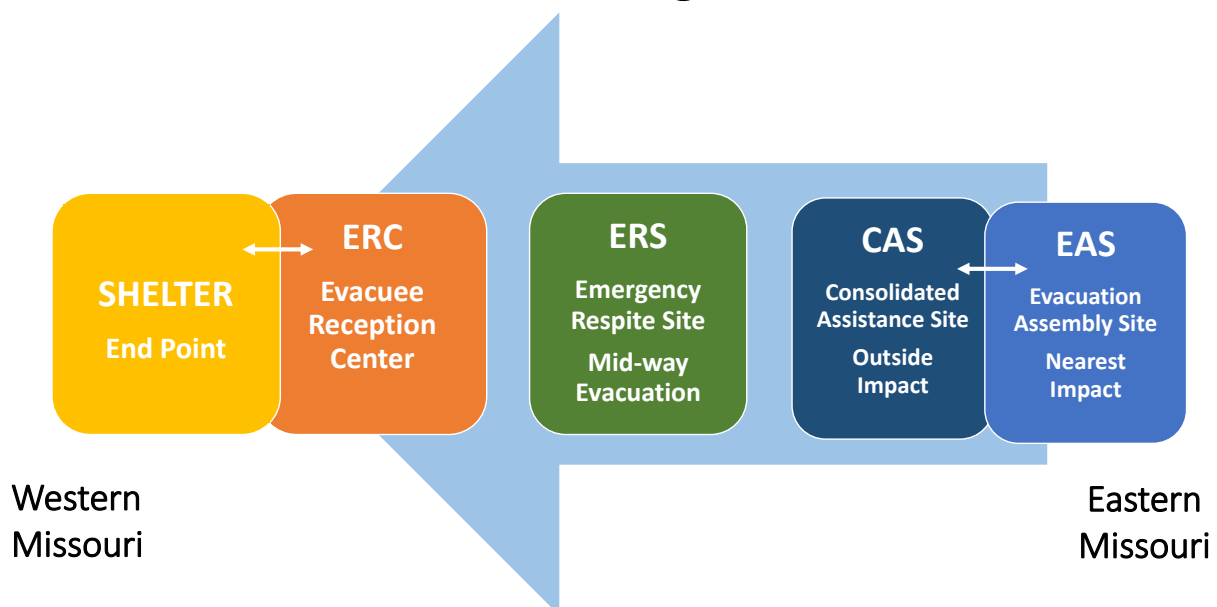 SHELTER
End Point
ERC
Evacuee
Reception
Center
ERS
Emergency
Respite Site
Mid-way
Evacuation
CAS
Consolidated
Assistance Site
Outside
Impact
EAS
Evacuation
Assembly Site
Nearest
Impact
Western
Missouri
Eastern
Missouri